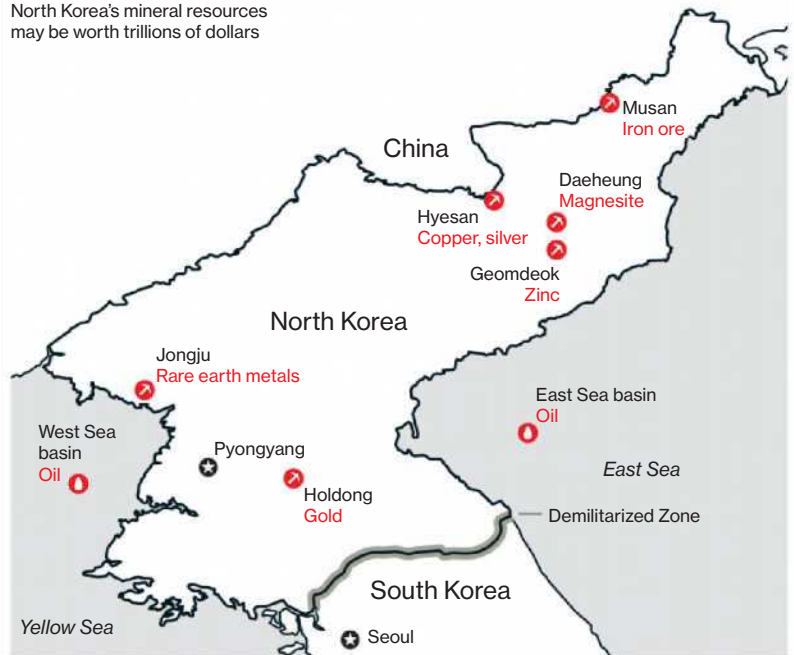 North Korea's mineral resources
may be worth trillions of dollars
Musan
Iron ore
China
Daeheung
Magnesite
Hyesan
Copper, silver
Geomdeok
Zinc
North Korea
Jongju
Rare earth metals
East Sea basin
Oil
West Sea
basin
Oil
Pyongyang
East Sea
Holdong
Gold
Demilitarized Zone
South Korea
Yellow Sea
Seoul